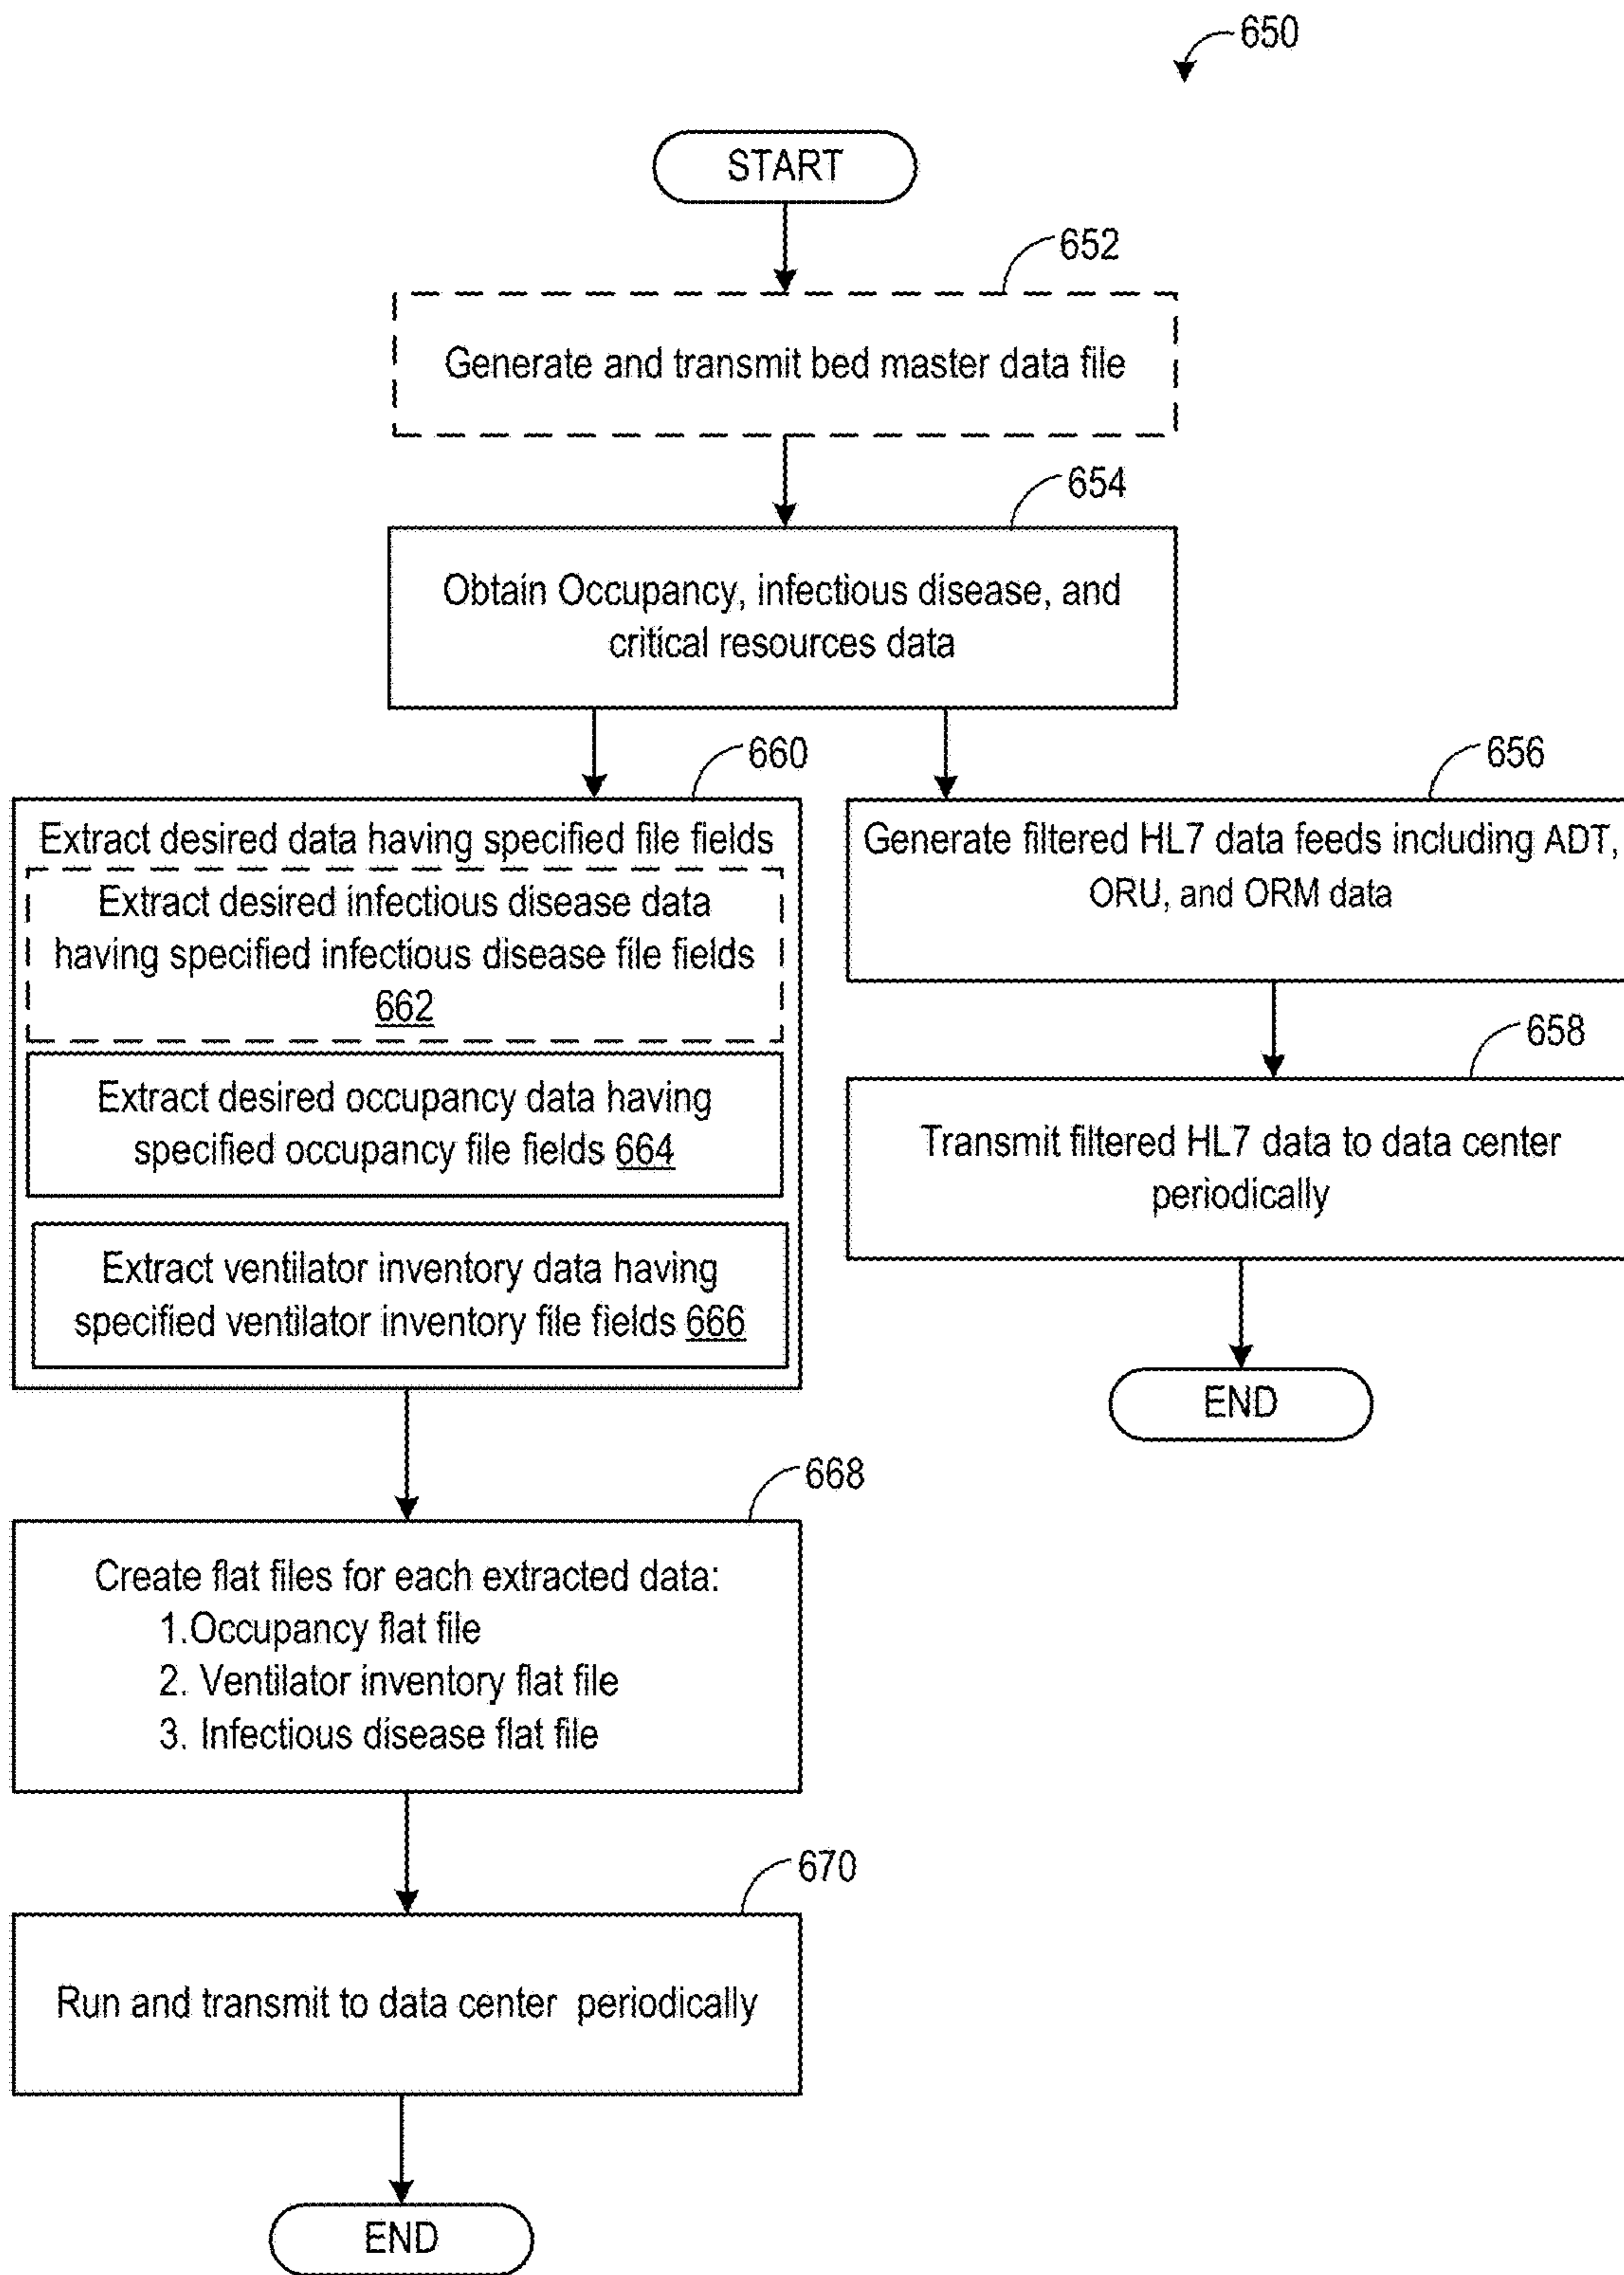 650
START
652
Generate and transmit bed master data file
654
Obtain Occupancy, infectious disease, and
critical resources data
660
Extract desired data having specified file fields
Extract desired infectious disease data
having specified infectious disease file fields
662
Extract desired occupancy data having
specified occupancy file fields 664
Extract ventilator inventory data having
specified ventilator inventory file fields 666
656
Generate filtered HL7 data feeds including ADT,
ORU, and ORM data
658
Transmit filtered HL7 data to data center
periodically
END
668
Create flat files for each extracted data:
1.Occupancy flat file
2. Ventilator inventory flat file
3. Infectious disease flat file
670
Run and transmit to data center periodically
END